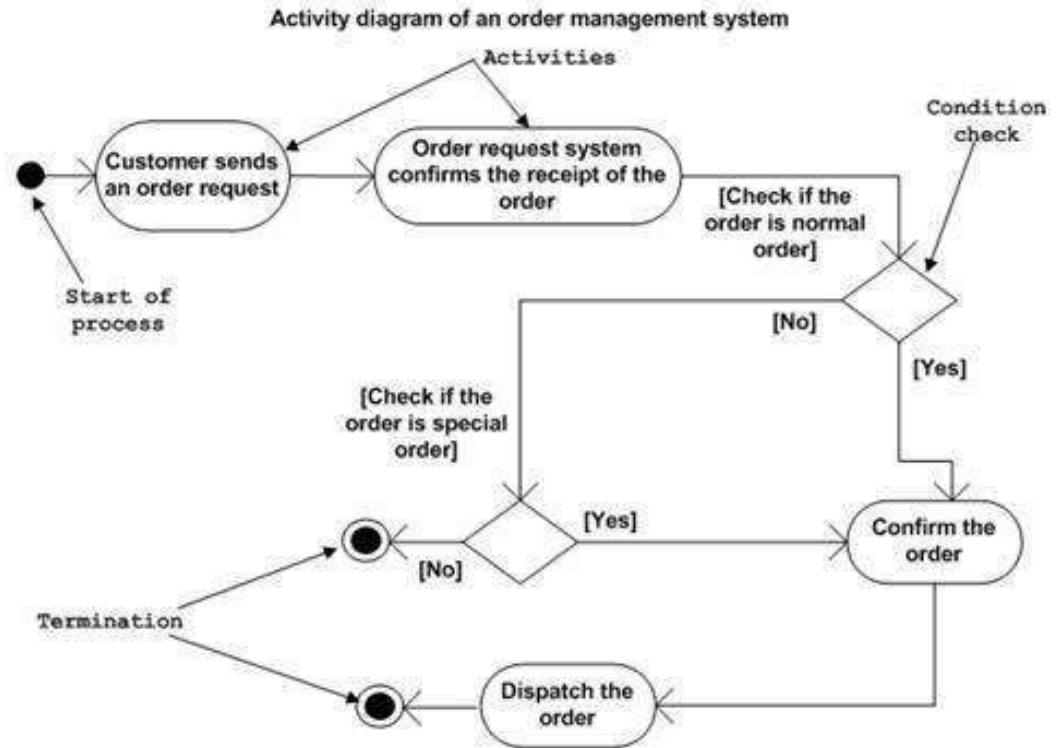 Activity diagram of an order management system
Activities
Condition
check
Customer sends
an order request
Order request system
confirms the receipt of the
order
[Check if the
order is normal
order]
Start of
process
[No]
[Yes]
[Check if the
order is special
order]
[Yes]
[No]
Confirm the
order
Termination
Dispatch the
order